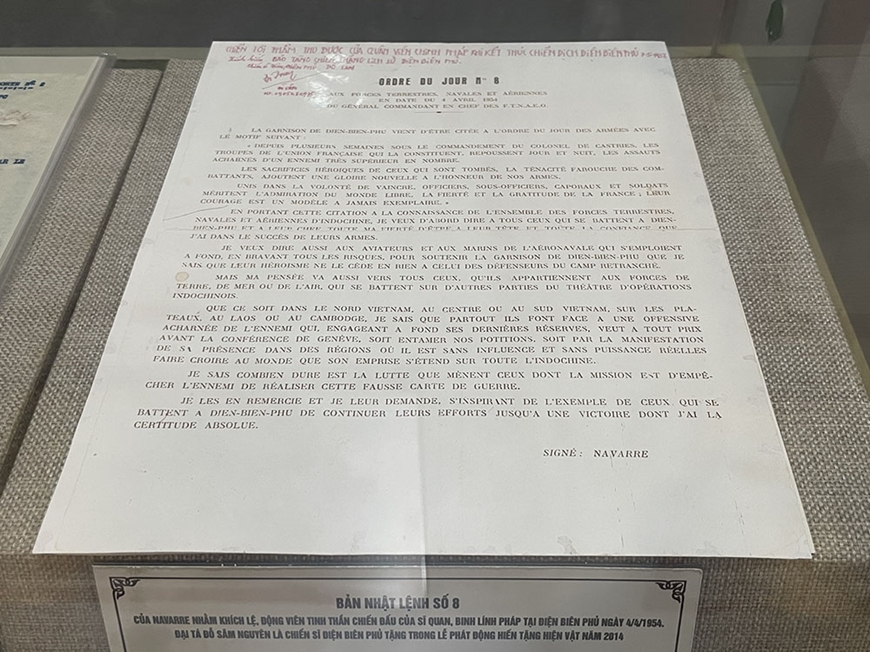 ORDRE DU JOUR Nº 8
AUX FORCES TERRESTRES, NAVALES ET AÉRIENNES
EN DATE DU 4 AVRIL 1954
DU GÉNÉRAL COMMANDANT EN CHEF DES F.T.N.A.E.O.
LA GARNISON DE DIEN-BIEN-PHU VIENT D'ÊTRE CITÉE A L'ORDRE DU JOUR DES ARMÉES AVEC
LE MOTIF SUIVANT :
« DEPUIS PLUSIEURS SEMAINES SOUS LE COMMANDEMENT DU COLONEL DE CASTRIES, LES
TROUPES DE L'UNION FRANÇAISE QUI LA CONSTITUENT, REPOUSSENT JOUR ET NUIT, LES ASSAUTS
ACHARNÉS D'UN ENNEMI TRÈS SUPÉRIEUR EN NOMBRE.
LES SACRIFICES HÉROIQUES DE CEUX QUI SONT TOMBÉS, LA TÉNACITÉ FAROUCHE DES COM-
BATTANTS, AJOUTENT UNE GLOIRE NOUVELLE A L'HONNEUR DE NOS ARMES.
UNIS DANS LA VOLONTÉ DE VAINCRE, OFFICIERS, SOUS-OFFICIERS, CAPORAUX ET SOLDATS
MÉRITENT L'ADMIRATION DU MONDE LIBRE, LA FIERTÉ ET LA GRATITUDE DE LA FRANCE ; LEUR
COURAGE EST UN MODÈLE A JAMAIS EXEMPLAIRE. »
EN PORTANT CETTE CITATION A LA CONNAISSANCE DE L'ENSEMBLE DES FORCES TERRESTRES,
NAVALES ET AÉRIENNES D'INDOCHINE, JE VEUX D'ABORD DIRE A TOUS CEUX QUI SE BATTENT A DIEN-
BIEN-PHU ET A LEUR CHEF TOUTE MA FIERTÉ D'ÊTRE A LEUR TÊTE ET TOUTE LA CONFIANCE QUE
J'AI DANS LE SUCCÈS DE LEURS ARMES.
JE VEUX DIRE AUSSI AUX AVIATEURS ET AUX MARINS DE L'AÉRONAVALE QUI S'EMPLOIENT
A FOND, EN BRAVANT TOUS LES RISQUES, POUR SOUTENIR LA GARNISON DE DIEN-BIEN-PHU QUE JE
SAIS QUE LEUR HÉROISME NE LE CÈDE EN RIEN A CELUI DES DÉFENSEURS DU CAMP RETRANCHÉ.
MAIS MA PENSÉE VA AUSSI VERS TOUS CEUX, QU'ILS APPARTIENNENT AUX FORCES DE
TERRE, DE MER OU DE L'AIR, QUI SE BATTENT SUR D'AUTRES PARTIES DU THÉÂTRE D'OPÉRATIONS
INDOCHINOIS.
QUE CE SOIT DANS LE NORD VIETNAM, AU CENTRE OU AU SUD VIETNAM, SUR LES PLA-
TEAUX, AU LAOS OU AU CAMBODGE, JE SAIS QUE PARTOUT ILS FONT FACE A UNE OFFENSIVE
ACHARNÉE DE L'ENNEMI QUI, ENGAGEANT A FOND SES DERNIÈRES RÉSERVES, VEUT A TOUT PRIX
AVANT LA CONFÉRENCE DE GENÈVE, SOIT ENTAMER NOS POTITIONS, SOIT PAR LA MANIFESTATION
DE SA PRÉSENCE DANS DES RÉGIONS OÙ IL EST SANS INFLUENCE ET SANS PUISSANCE RÉELLES
FAIRE CROIRE AU MONDE QUE SON EMPRISE S'ÉTEND SUR TOUTE L'INDOCHINE.
JE SAIS COMBIEN DURE EST LA LUTTE QUE MÈNENT CEUX DONT LA MISSION EST D'EMPÊ-
CHER L'ENNEMI DE RÉALISER CETTE FAUSSE CARTE DE GUERRE.
JE LES EN REMERCIE ET JE LEUR DEMANDE, S'INSPIRANT DE L'EXEMPLE DE CEUX QUI SE
BATTENT A DIEN-BIEN-PHU DE CONTINUER LEURS EFFORTS JUSQU'A UNE VICTOIRE DONT J'AI LA
CERTITUDE ABSOLUE.
SIGNÉ : NAVARRE
BẢN NHẬT LỆNH SỐ 8
CỦA NAVARRE NHẰM KHÍCH LỆ, ĐỘNG VIÊN TINH THẦN CHIẾN ĐẤU CỦA SĨ QUAN, BINH LÍNH PHÁP TẠI ĐIỆN BIÊN PHỦ NGÀY 4/4/1954.
ĐẠI TÁ ĐỖ SÂM NGUYÊN LÀ CHIẾN SĨ ĐIỆN BIÊN PHỦ TẶNG TRONG LỄ PHÁT ĐỘNG HIẾN TẶNG HIỆN VẬT NĂM 2014